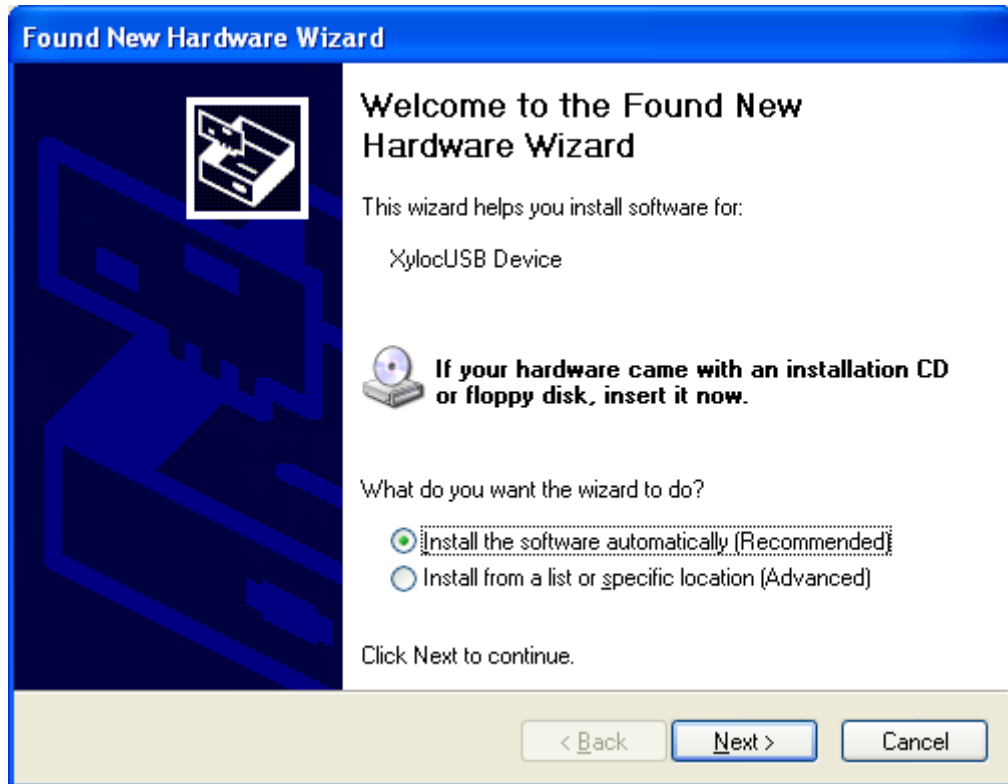 Found New Hardware Wizard
Welcome to the Found New
Hardware Wizard
This wizard helps you install software for:
XylocUSB Device
If your hardware came with an installation CD
or floppy disk, insert it now.
What do you want the wizard to do?
Install the software automatically (Recommended)
Install from a list or specific location (Advanced)
Click Next to continue.
< Back
Next >
Cancel